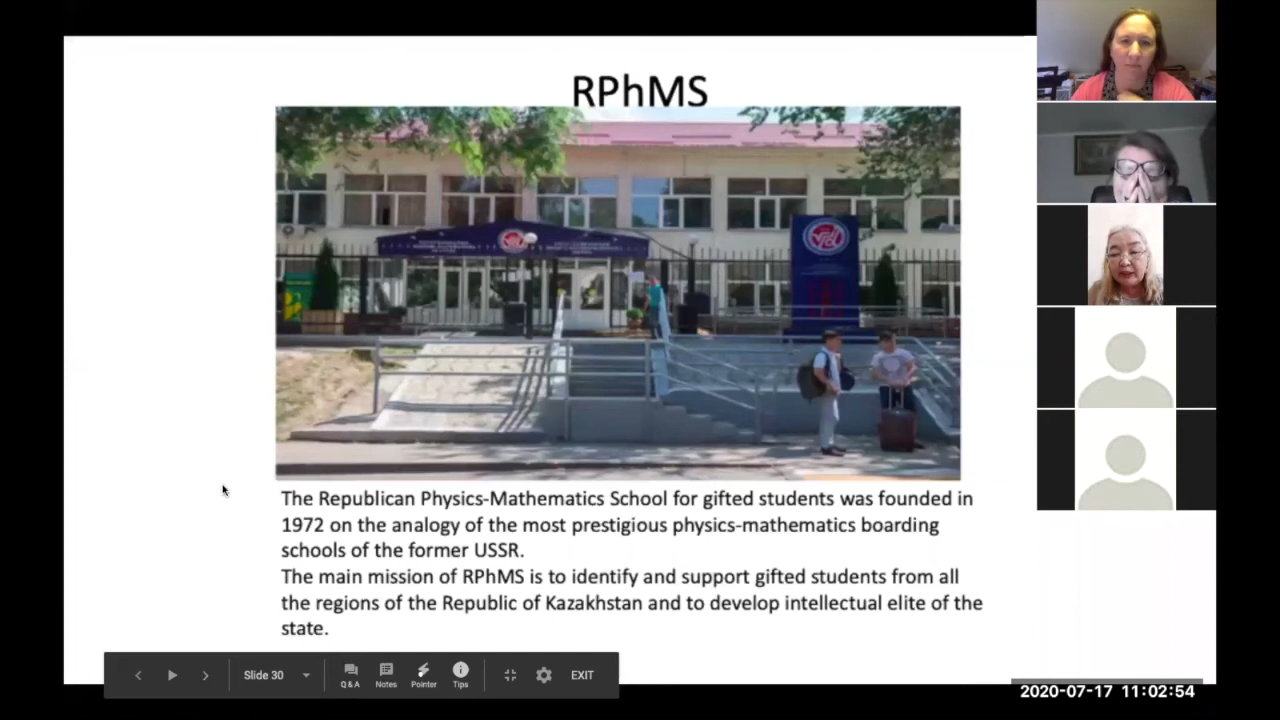 RPhMS
The Republican Physics-Mathematics School for gifted students was founded in
1972 on the analogy of the most prestigious physics-mathematics boarding
schools of the former USSR.
The main mission of RPhMS is to identify and support gifted students from all
the regions of the Republic of Kazakhstan and to develop intellectual elite of the
state.
Slide 30
Q & A
Notes
Pointer
Tips
EXIT
2020-07-17 11:02:54